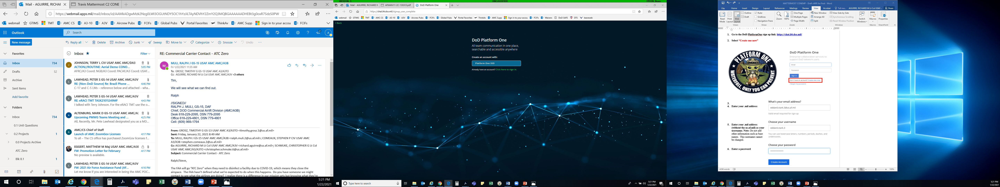 Mail - AGUIRRE, RICHAI
Travis Mattermost C2 CONE
https://webmail.apps.mil/mail/inbox/id/AAMkADgwMzk2Nzg0LWI3OGUtNDY5OC1hYzJiLTAyNDVhY2ZmY2Q3MQBGAAAAAADHEBt3g0oxR7SdzS0PW
webmail GTIMS TMT AMC CS A3-10 A3V Aircrew Pubs FCIFs Global Pubs Portal Favorites ThinkAv AMC Supp Sign in to your accou FCIFs
Outlook
Search
New message
Reply all Delete Archive Junk Sweep Move to Categorize Snooze Undo
Favorites
Inbox 734
Drafts 52
Archive
Sent Items
Add favorite
Folders
Inbox 734
0.1 Unit Questions
0.2 Projects 1
0.0 Projects Archive
ATC Zero
Blk 8.1 1
Inbox
Filter
JOHNSON, TERRY L CIV USAF AMC AMC/DA3
ACTION//ROUTINE: Aerial Demo CONO... 5:05 PM
AFRC/A3 Coord: NGB/A3 Coord: PACAF/A3 Coord: USAF...
LAWHEAD, PETER S GS-14 USAF AMC AMC/A3V
RE: [Non-DoD Source] Re: Brazil Phone ... 4:46 PM
C-17 and C-5 LMs – reference below and attached – wha...
LAWHEAD, PETER S GS-14 USAF AMC AMC/A3V
RE: eRACI TMT TASK21011249MF 4:43 PM
I talked with Terry Johnson. For the eRACI TMT use the o...
ALTENBURG, MARK D GS-13 USAF AMC AMC/A3
Upcoming PMWG Teams Meeting and ... 4:25 PM
All, Recently, Mr. Pete Lawhead designated you as a MD...
AMC/CS Chief of Staff
Launch of AMC ZoomGov Licenses 4:17 PM
To all – The CS office has purchased ZoomGov licenses f...
EGGERT, MATTHEW M Maj USAF AMC AMC/A3B
FW: Promotion Letter for February 4:17 PM
No preview is available.
LAWHEAD, PETER S GS-14 USAF AMC AMC/A3V
FW: 2021 Air Force Assistance Fund (AF... 4:16 PM
Let me know if you are interested in being the AMC POC...
RE: Commercial Carrier Contact - ATC Zero
MULI, RALPH J GS-15 USAF AMC AMC/A3B
Fri 1/22/2021 11:35 AM
To: GROSZ, TIMOTHY G GS-13 USAF AMC A3/A3TO
Cc: AGUIRRE, RICHARD M Lt Col USAF AMC AMC/A3V +3 others
Tim,
We will see what we can find out.
Ralph
//SIGNED//
RALPH J. MULI, GS-15, DAF
Chief, DOD Commercial Airlift Division (AMC/A3B)
Desk 618-229-2095, DSN 779-2095
Office 618-229-4801, DSN 779-4801
Cell: (609) 969-1764
From: GROSZ, TIMOTHY G GS-13 USAF AMC A3/A3TO <timothy.grosz.1@us.af.mil>
Sent: Friday, January 22, 2021 8:49 AM
To: MULI, RALPH J GS-15 USAF AMC AMC/A3B <ralph.muli.2@us.af.mil>; COMEAUX, STEPHEN P CIV USAF AMC
A3/A3B <stephen.comeaux.2@us.af.mil>
Cc: AGUIRRE, RICHARD M Lt Col USAF AMC AMC/A3V <richard.aguirre@us.af.mil>; SCHMUKE, CHRISTOPHER G Lt Col
USAF AMC AMC/A3/A3TO <christopher.schmuke.6@us.af.mil>
Subject: Commercial Carrier Contact - ATC Zero
Ralph/Steve,
The FAA will go "ATC Zero" when they need to disinfect a facility due to COVID-19, which means they close the
airspace. The FAA hasn't defined what we're expected to do when this happens. Do you have someone we might
contact to see what the airlines are doing? I realize there is a difference in our mission sets but knowing what they're
5:21 PM
1/22/2021
INFOCON: 3 UNCLASSIFIED FPCON: Bravo
Mail - AGUIRRE, RICHARD M
AFMAN11-2C-130JV3.pdf
DoD Platform One
https://chat.il4.dso.mil/signup_user_complete
webmail GTIMS TMT AMC CS A3-10 A3V Aircrew Pubs FCIFs Global Pubs Portal Favorites ThinkAv AMC Supp Sign in to your accou FCIFs Waivers DoD SAFE DTS leaveweb
Back
DoD Platform One
All team communication in one place,
searchable and accessible anywhere
Create an account with:
Platform One SSO
Already have an account? Click here to sign in.
Type here to search
5:21 PM
1/22/2021
MATTERMOST CONEMP - Draft vWRI for final - Word
File Home Insert Design Layout References Mailings Review View Acrobat Tell me... AGUIRRE, RICHARD M Lt Col USAF... Share
Read Mode Print Layout Web Layout Outline Draft
Views
Ruler Gridlines Navigation Pane
Show
Zoom 100% One Page Multiple Pages Page Width
Zoom
New Window Arrange All Split
View Side by Side Synchronous Scrolling Reset Window Position
Window
Switch Windows
Macros
Macros
Properties
SharePoint
1. Go to the DoD PlatformOne sign up link: https://chat.il4.dso.mil/
2. Select "Create one now"
PLATFORM ONE
SMOKEY
WATERFALL, ONLY YOU CAN PREVENT
DoD Platform One
Enterprise collaboration services to
support DoD telework users.
Email
Password
Sign in
Don't have an account? Create one now.
I forgot my password.
3.
4. Enter your .mil address
What's your email address?
eddard.stark.3@us.af.mil
Valid email required for sign-up
5. Enter your .mil address
(without the us.af.mil) as your
username. Note: Do not add
other information such as base
names. This username cannot
be changed.
Choose your username
eddard.stark.3
You can use lowercase letters, numbers, periods, dashes, and
underscores.
6. Enter a password
Choose your password
Create Account
4298 words
100%
5:21 PM
1/22/2021